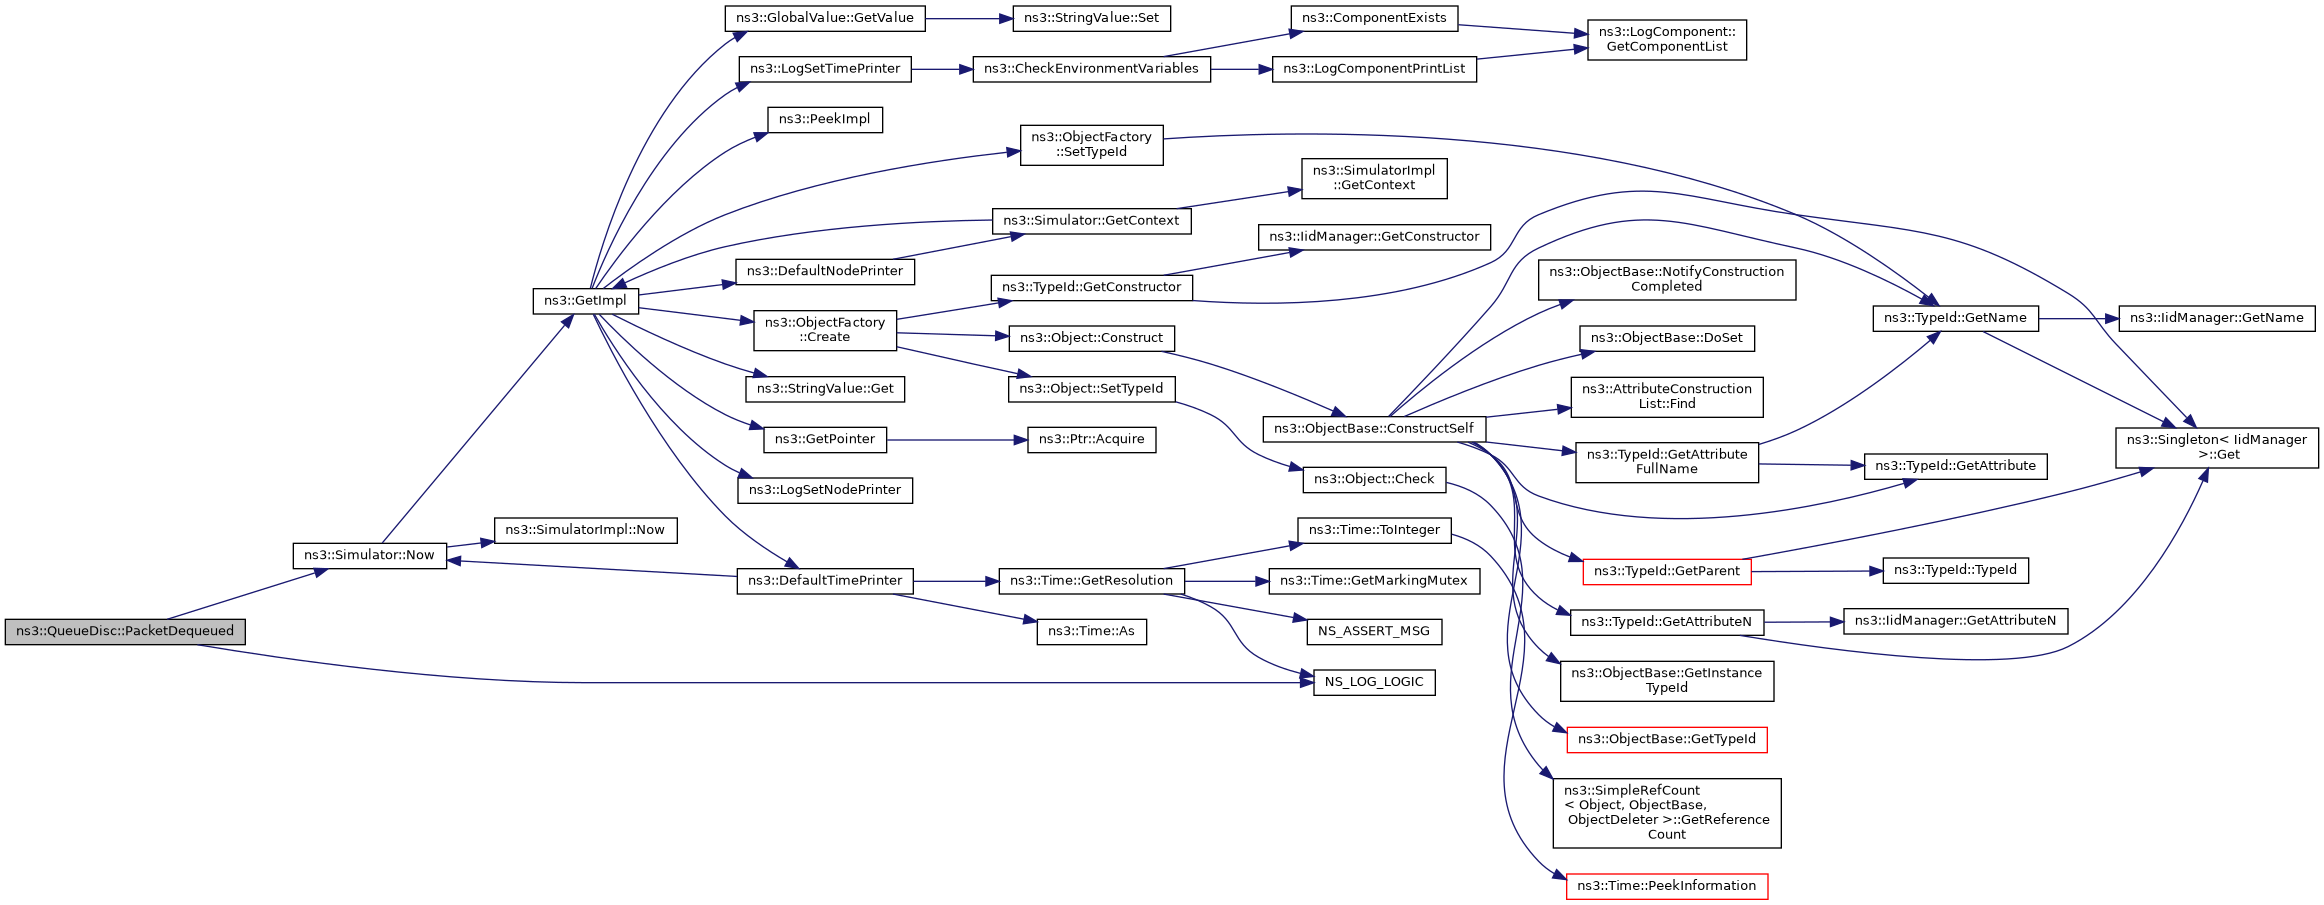 ns3::GlobalValue::GetValue
ns3::StringValue::Set
ns3::ComponentExists
ns3::LogComponent::
GetComponentList
ns3::LogSetTimePrinter
ns3::CheckEnvironmentVariables
ns3::LogComponentPrintList
ns3::PeekImpl
ns3::ObjectFactory
::SetTypeId
ns3::SimulatorImpl
::GetContext
ns3::Simulator::GetContext
ns3::IidManager::GetConstructor
ns3::DefaultNodePrinter
ns3::TypeId::GetConstructor
ns3::ObjectBase::NotifyConstruction
Completed
ns3::GetImpl
ns3::ObjectFactory
::Create
ns3::Object::Construct
ns3::ObjectBase::DoSet
ns3::TypeId::GetName
ns3::IidManager::GetName
ns3::StringValue::Get
ns3::Object::SetTypeId
ns3::AttributeConstruction
List::Find
ns3::GetPointer
ns3::Ptr::Acquire
ns3::ObjectBase::ConstructSelf
ns3::TypeId::GetAttribute
FullName
ns3::TypeId::GetAttribute
ns3::Singleton< IidManager
>::Get
ns3::LogSetNodePrinter
ns3::Object::Check
ns3::SimulatorImpl::Now
ns3::Simulator::Now
ns3::Time::ToInteger
ns3::DefaultTimePrinter
ns3::Time::GetResolution
ns3::Time::GetMarkingMutex
ns3::TypeId::GetParent
ns3::TypeId::TypeId
ns3::QueueDisc::PacketDequeued
ns3::Time::As
NS_ASSERT_MSG
ns3::TypeId::GetAttributeN
ns3::IidManager::GetAttributeN
NS_LOG_LOGIC
ns3::ObjectBase::GetInstance
TypeId
ns3::ObjectBase::GetTypeId
ns3::SimpleRefCount
< Object, ObjectBase,
ObjectDeleter >::GetReference
Count
ns3::Time::PeekInformation